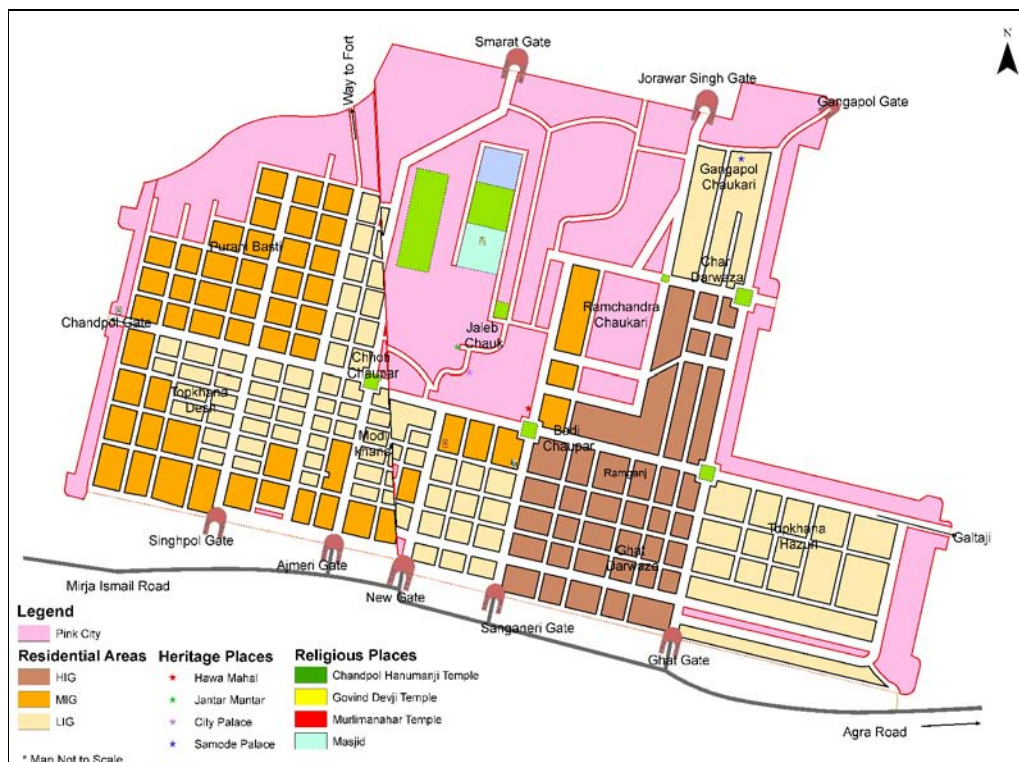 N
Smarat Gate
Jorawar Singh Gate
Gangapol Gate
Way to Fort
Gangapol
Chaukari
Purani Basti
Char
Darwaza
Ramchandra
Chaukari
Chandpol Gate
Jaleb
Chauk
Chhoti
Chaupar
Topkhana
Desh
Modi
khana
Badi
Chaupar
Ramganj
Topkhana
Hazuri
Ghat
Darwaze
Galtaji
Singhpol Gate
Ajmeri Gate
New Gate
Sanganeri Gate
Ghat Gate
Mirja Ismail Road
Agra Road
Legend
Pink City
Residential Areas
HIG
MIG
LIG
Heritage Places
Hawa Mahal
Jantar Mantar
City Palace
Samode Palace
Religious Places
Chandpol Hanumanji Temple
Govind Devji Temple
Murlimanahar Temple
Masjid
* Map Not to Scale